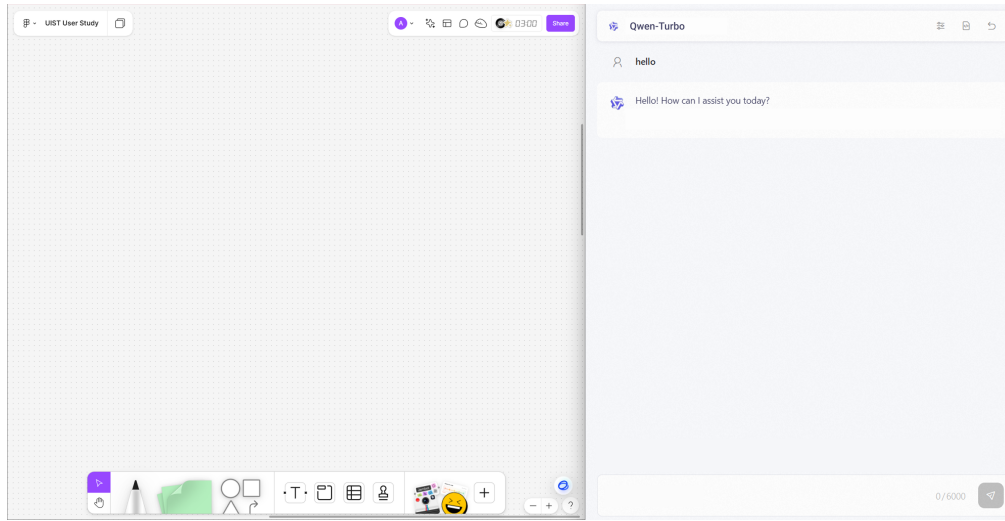 UIST User Study
A
03:00
Share
T
?
Qwen-Turbo
hello
Hello! How can I assist you today?
0/6000